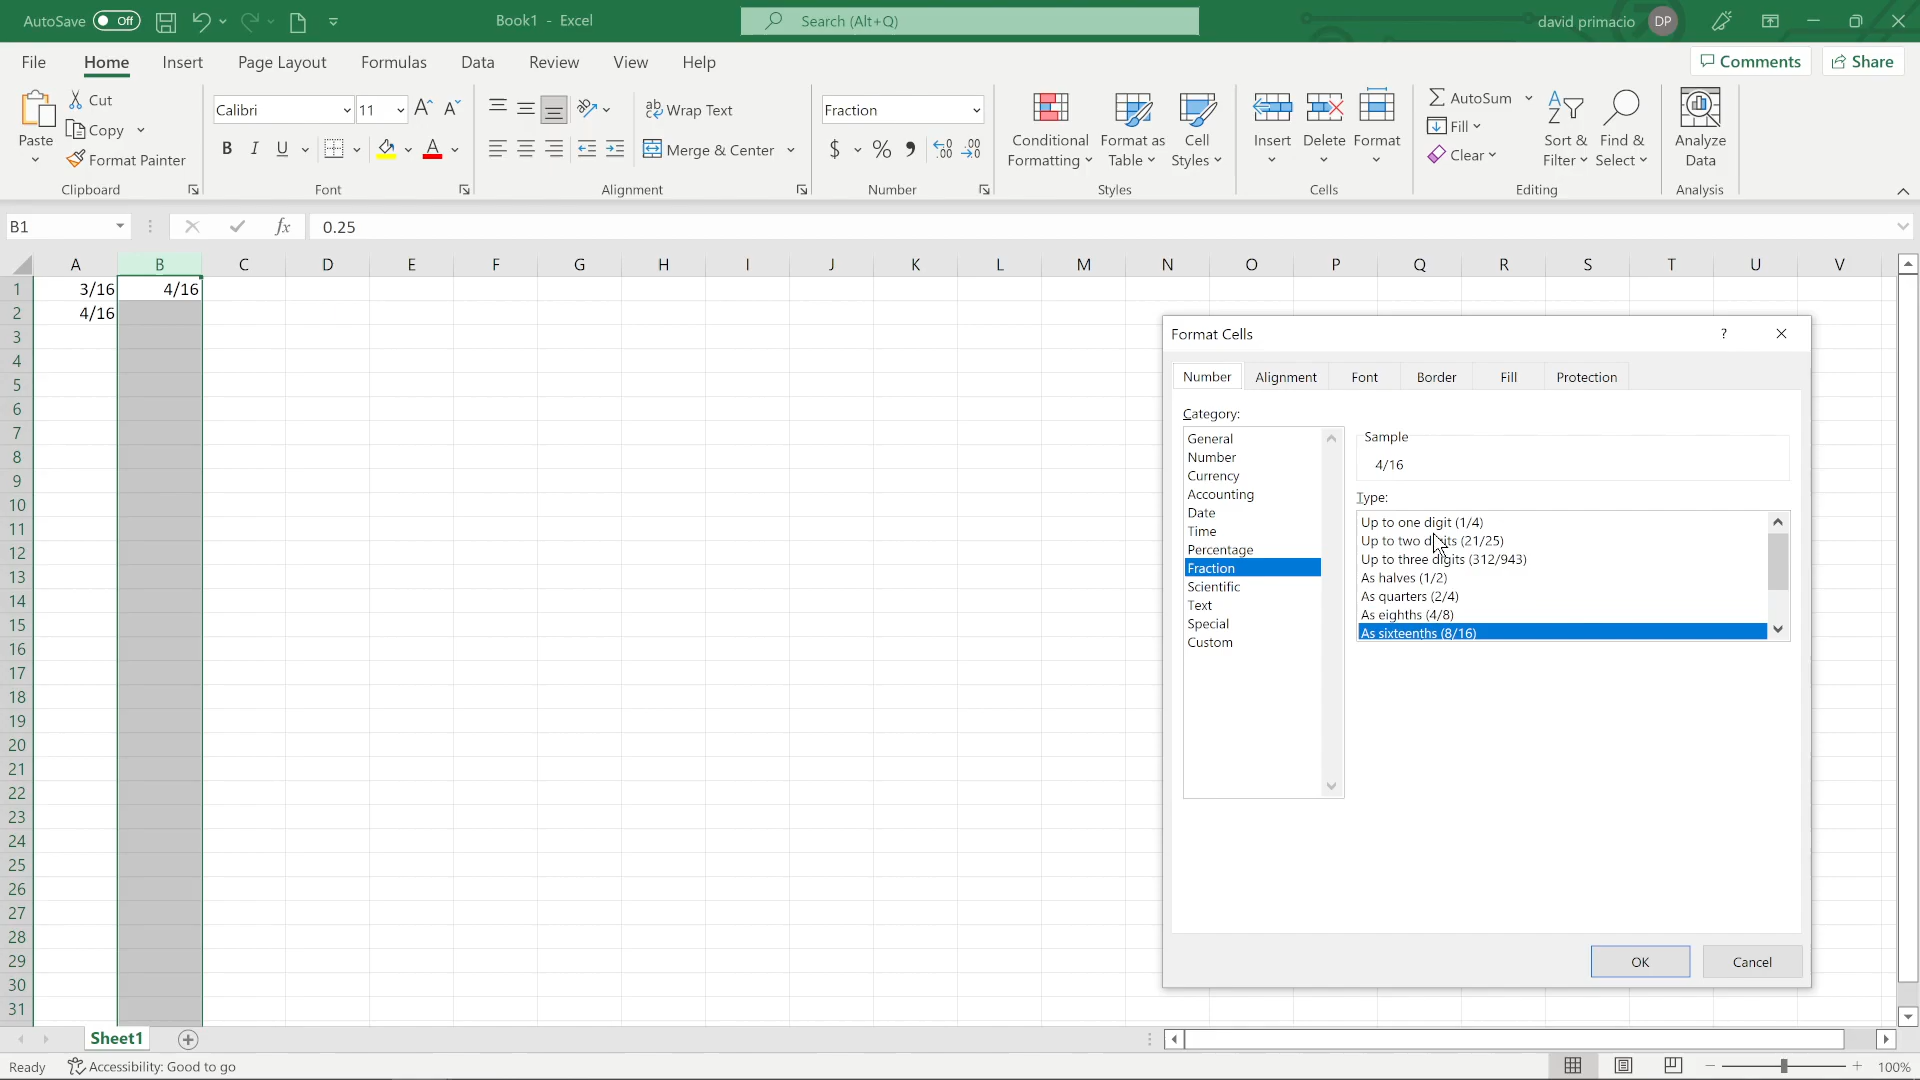 AutoSave Off Book1 - Excel Search (Alt+Q) david primacio DP
File Home Insert Page Layout Formulas Data Review View Help Comments Share
Paste Cut Copy Format Painter Clipboard
Calibri 11 B I U A Font
ab Wrap Text Merge & Center Alignment
Fraction $ % , .00 Number
Conditional Formatting Format as Table Cell Styles Styles
Insert Delete Format Cells
AutoSum Fill Clear Sort & Filter Find & Select Editing
Analyze Data Analysis
B1 fx 0.25
A B C D E F G H I J K L M N O P Q R S T U V
1 3/16 4/16
2 4/16
3
4
5
6
7
8
9
10
11
12
13
14
15
16
17
18
19
20
21
22
23
24
25
26
27
28
29
30
31
Format Cells ?
Number Alignment Font Border Fill Protection
Category:
General
Number
Currency
Accounting
Date
Time
Percentage
Fraction
Scientific
Text
Special
Custom
Sample
4/16
Type:
Up to one digit (1/4)
Up to two digits (21/25)
Up to three digits (312/943)
As halves (1/2)
As quarters (2/4)
As eighths (4/8)
As sixteenths (8/16)
OK Cancel
Sheet1
Ready Accessibility: Good to go 100%